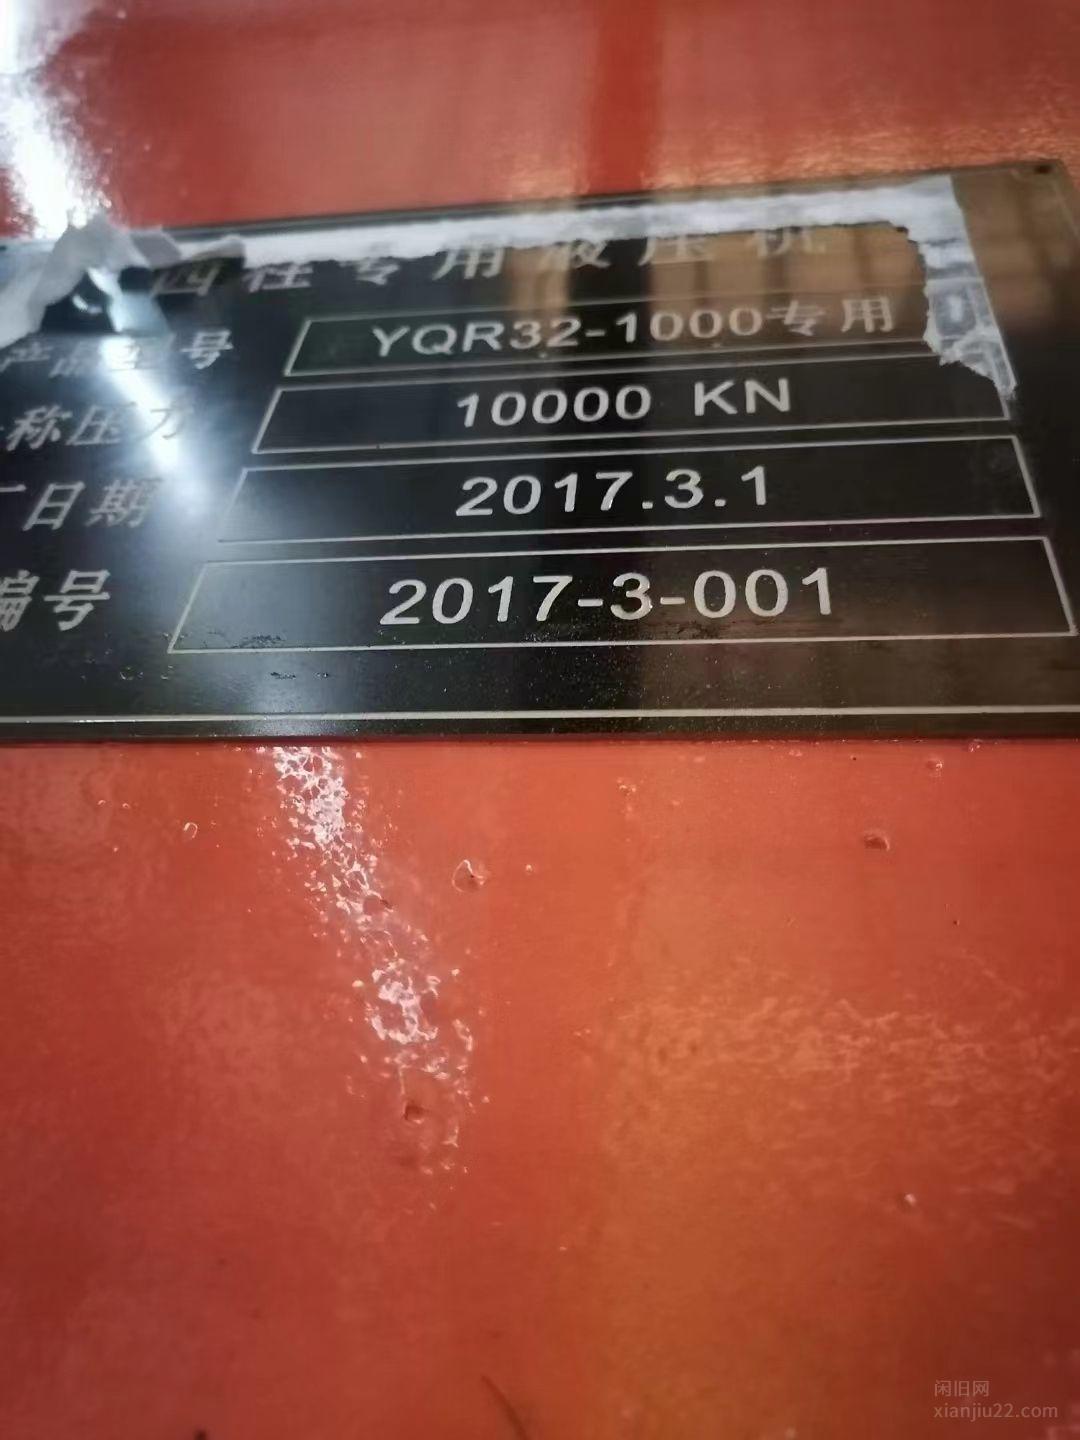 四柱专用液压机
产品型号 YQR32-1000专用
称压力 10000 KN
厂日期 2017.3.1
编号 2017-3-001
闲旧网
xianjiu22.com